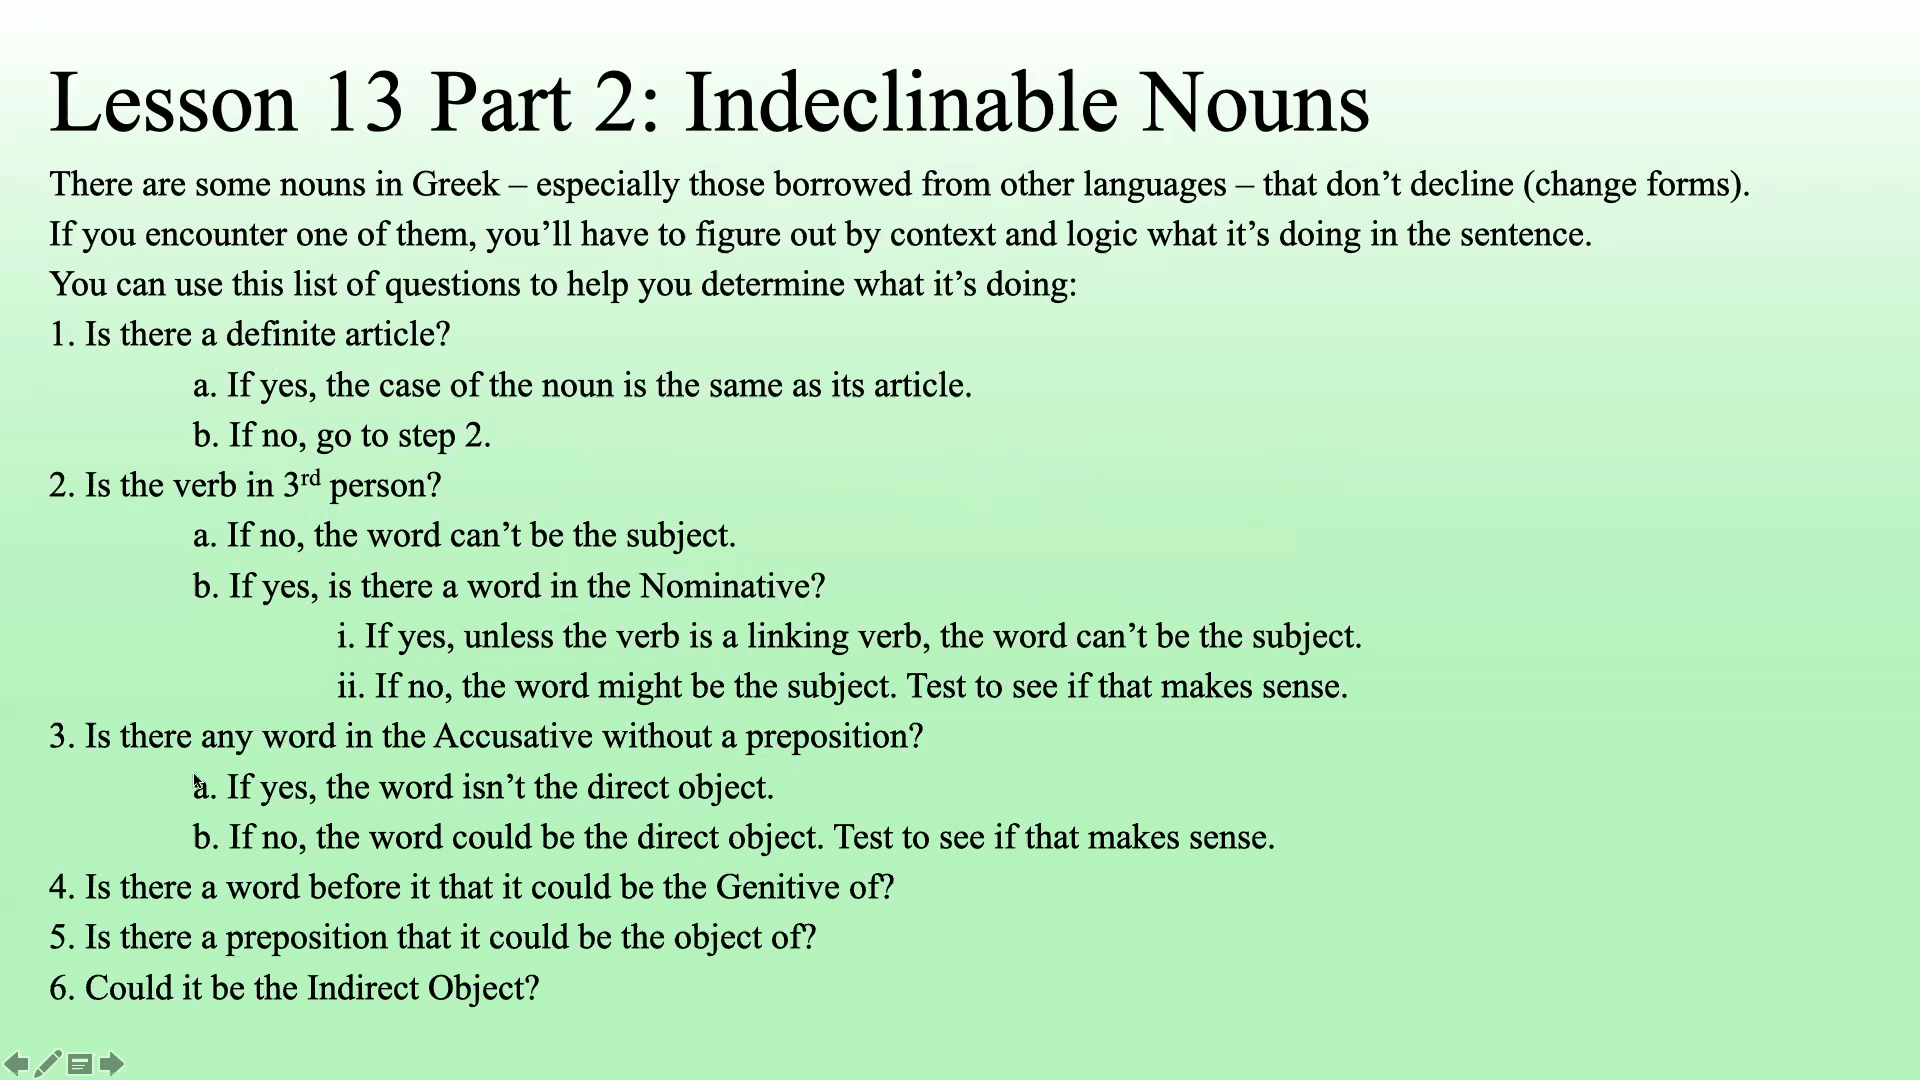 Lesson 13 Part 2: Indeclinable Nouns
There are some nouns in Greek – especially those borrowed from other languages – that don’t decline (change forms).
If you encounter one of them, you’ll have to figure out by context and logic what it’s doing in the sentence.
You can use this list of questions to help you determine what it’s doing:
1. Is there a definite article?
a. If yes, the case of the noun is the same as its article.
b. If no, go to step 2.
2. Is the verb in 3rd person?
a. If no, the word can’t be the subject.
b. If yes, is there a word in the Nominative?
i. If yes, unless the verb is a linking verb, the word can’t be the subject.
ii. If no, the word might be the subject. Test to see if that makes sense.
3. Is there any word in the Accusative without a preposition?
a. If yes, the word isn’t the direct object.
b. If no, the word could be the direct object. Test to see if that makes sense.
4. Is there a word before it that it could be the Genitive of?
5. Is there a preposition that it could be the object of?
6. Could it be the Indirect Object?